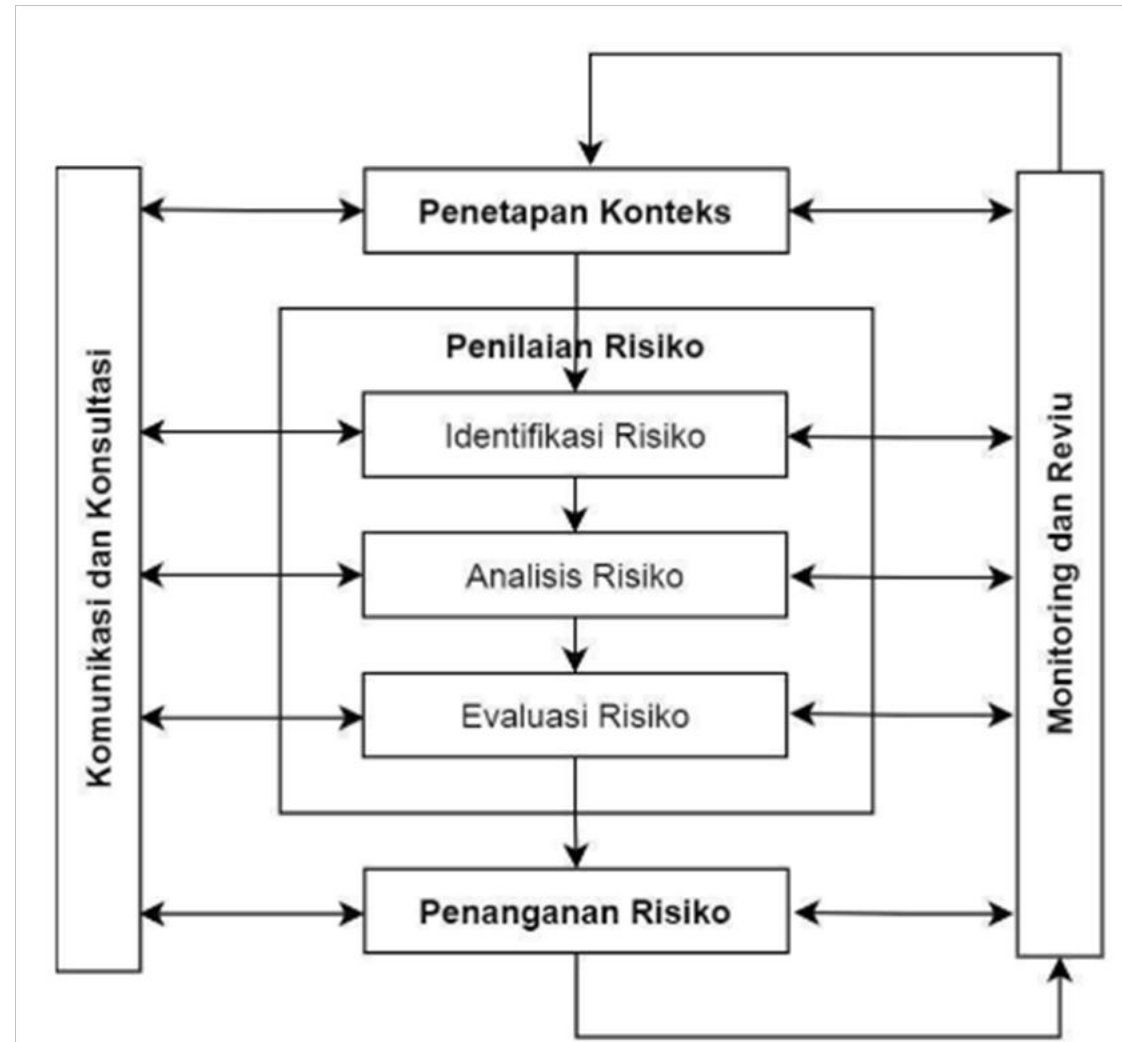 Penetapan Konteks
Penilaian Risiko
Identifikasi Risiko
Analisis Risiko
Evaluasi Risiko
Penanganan Risiko
Komunikasi dan Konsultasi
Monitoring dan Reviu